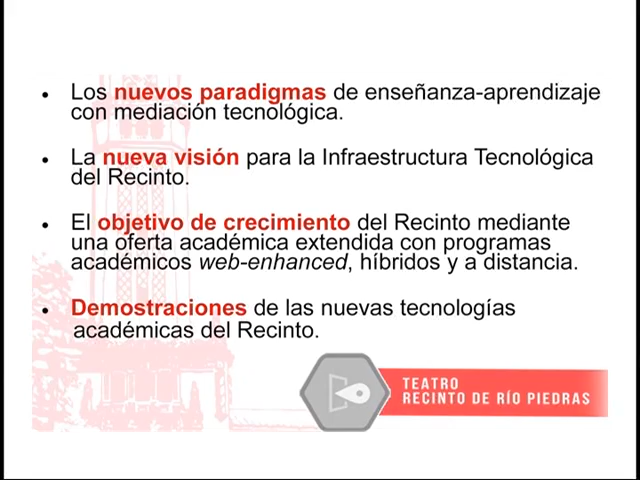 • Los nuevos paradigmas de enseñanza-aprendizaje
con mediación tecnológica.
• La nueva visión para la Infraestructura Tecnológica
del Recinto.
• El objetivo de crecimiento del Recinto mediante
una oferta académica extendida con programas
académicos web-enhanced, híbridos y a distancia.
• Demostraciones de las nuevas tecnologías
académicas del Recinto.
TEATRO
RECINTO DE RÍO PIEDRAS